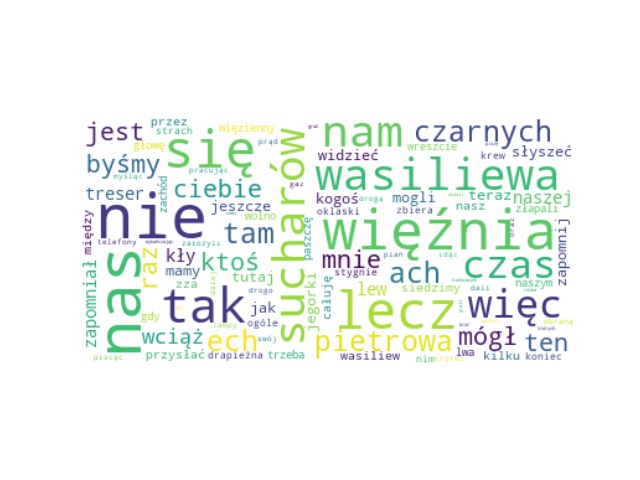 jest
przez
strach
więzienny
głowę
się
prąd
byśmy
pracując
myśląc
treser
zachód
ciebie
jeszcze
gaz
nie
wolno
tam
między
telefony
założyli
kły
ktoś
mamy
zza
tutaj
nas
raz
zapomniał
tak
drogo
jak
gdy
ogóle
wciąż
ech
swój
płacąc
przysłać
drapieżna
trzeba
sucharów
paszczę
jegorki
nam
czarnych
wreszcie
widzieć
krew
słyszeć
wasiliewa
kogoś
drogą
mogli
teraz
naszej
oklaski
zbiera
nasz
złapali
więźnia
zapomnij
mnie
plan
idąc
ach
czas
stygnie
całuję
lew
siedzimy
dali
naszym
lecz
więc
pietrowa
mógł
ten
wasiliew
nim
lwa
kilku
koniec